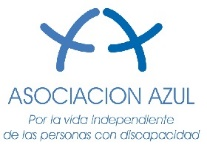 ASOCIACION AZUL
Por la vida independiente
de las personas con discapacidad